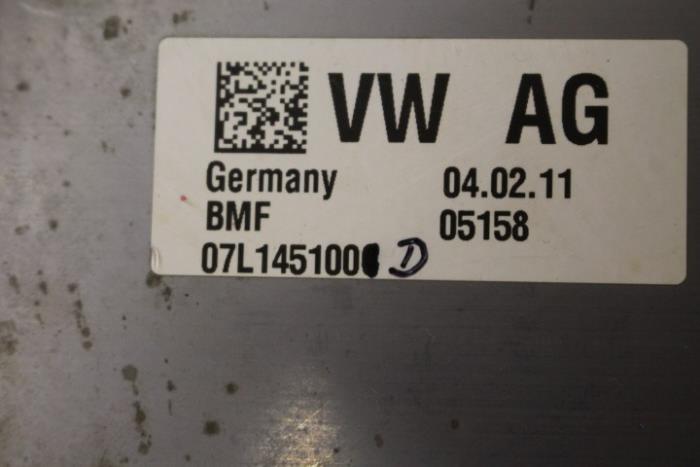 VW AG
Germany 04.02.11
BMF 05158
07L145100 D